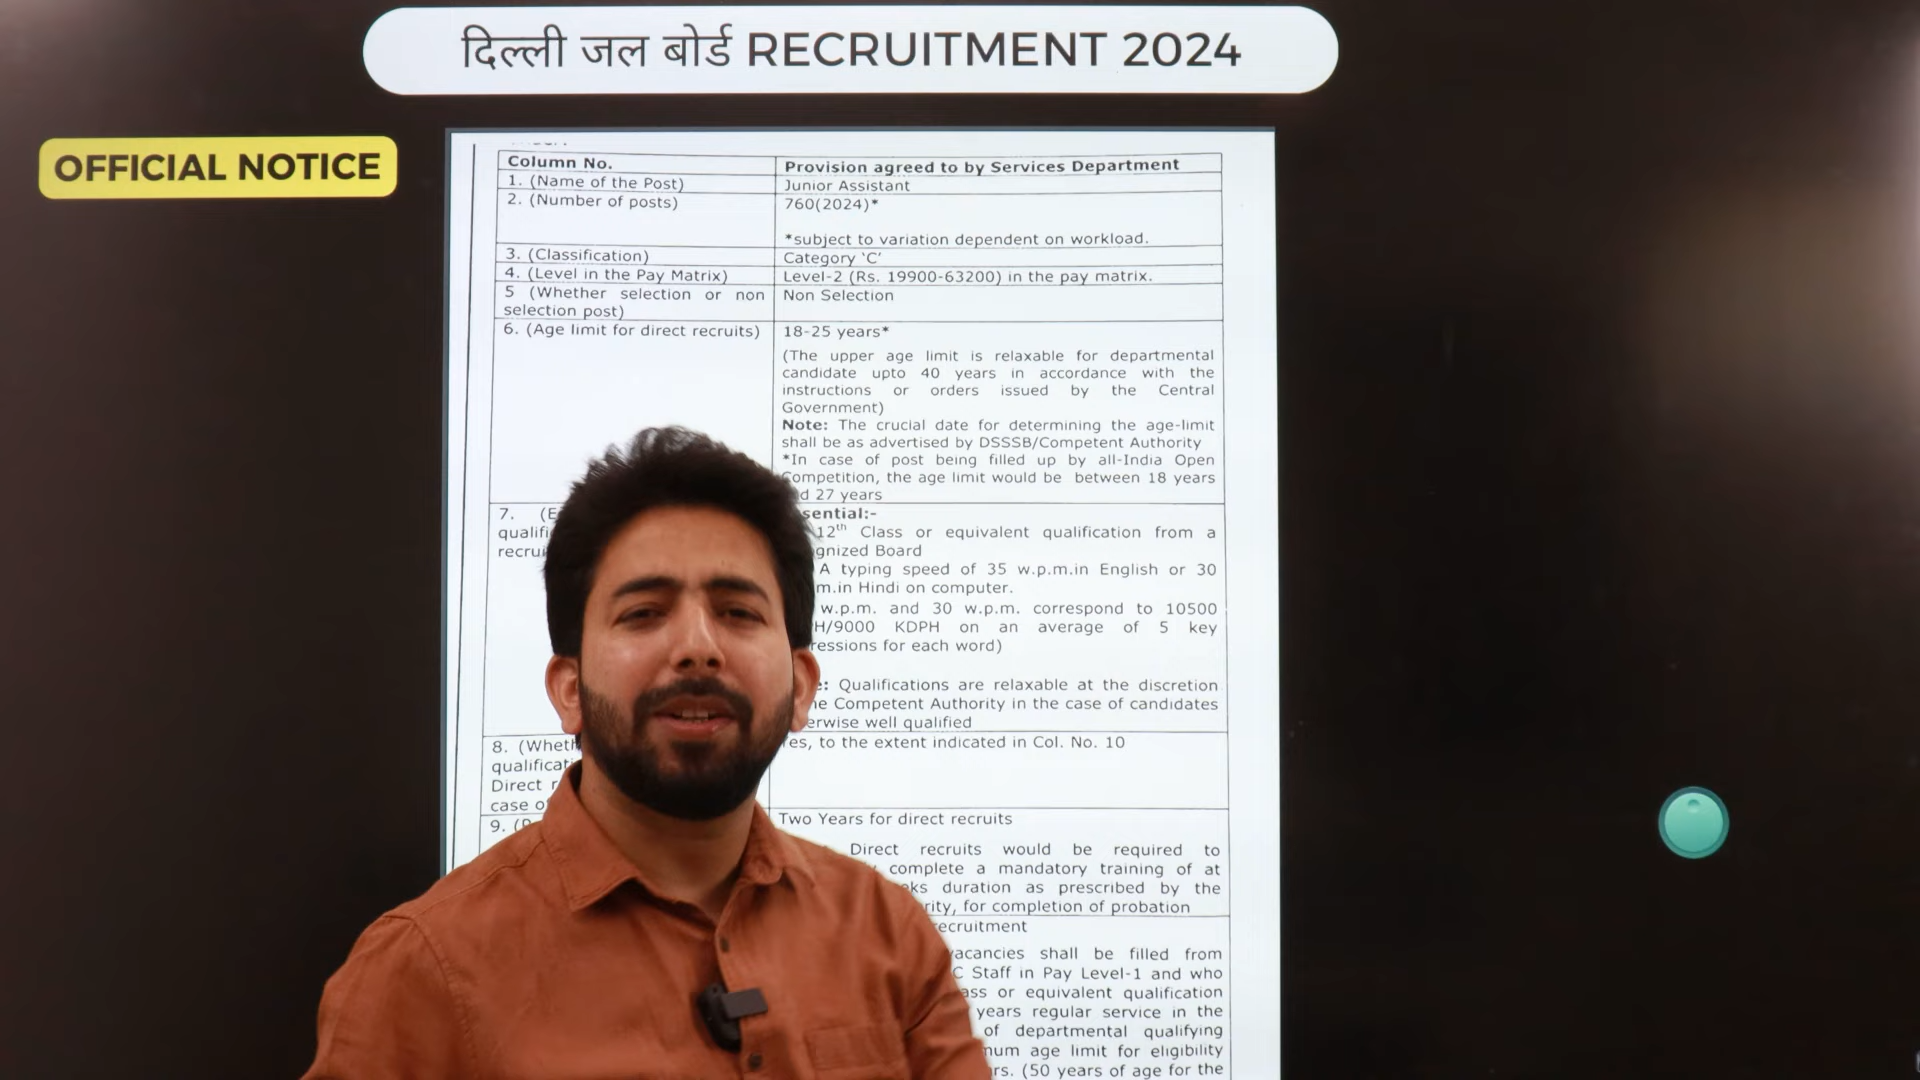 दिल्ली जल बोर्ड RECRUITMENT 2024
OFFICIAL NOTICE
Column No.
Provision agreed to by Services Department
1. (Name of the Post)
Junior Assistant
2. (Number of posts)
760(2024)*
*subject to variation dependent on workload.
3. (Classification)
Category ‘C’
4. (Level in the Pay Matrix)
Level-2 (Rs. 19900-63200) in the pay matrix.
5 (Whether selection or non
selection post)
Non Selection
6. (Age limit for direct recruits)
18-25 years*
(The upper age limit is relaxable for departmental
candidate upto 40 years in accordance with the
instructions or orders issued by the Central
Government)
Note: The crucial date for determining the age-limit
shall be as advertised by DSSSB/Competent Authority
*In case of post being filled up by all-India Open
Competition, the age limit would be between 18 years
27 years
7.
12th Class or equivalent qualification from a
Board
A typing speed of 35 w.p.m.in English or 30
Hindi on computer.
w.p.m. and 30 w.p.m. correspond to 10500
/9000 KDPH on an average of 5 key
for each word)
Qualifications are relaxable at the discretion
Competent Authority in the case of candidates
well qualified
8.
Direct
case
Yes, to the extent indicated in Col. No. 10
9.
Two Years for direct recruits
Direct recruits would be required to
complete a mandatory training of at
duration as prescribed by the
for completion of probation
shall be filled from
Staff in Pay Level-1 and who
or equivalent qualification
years regular service in the
of departmental qualifying
age limit for eligibility
(50 years of age for the